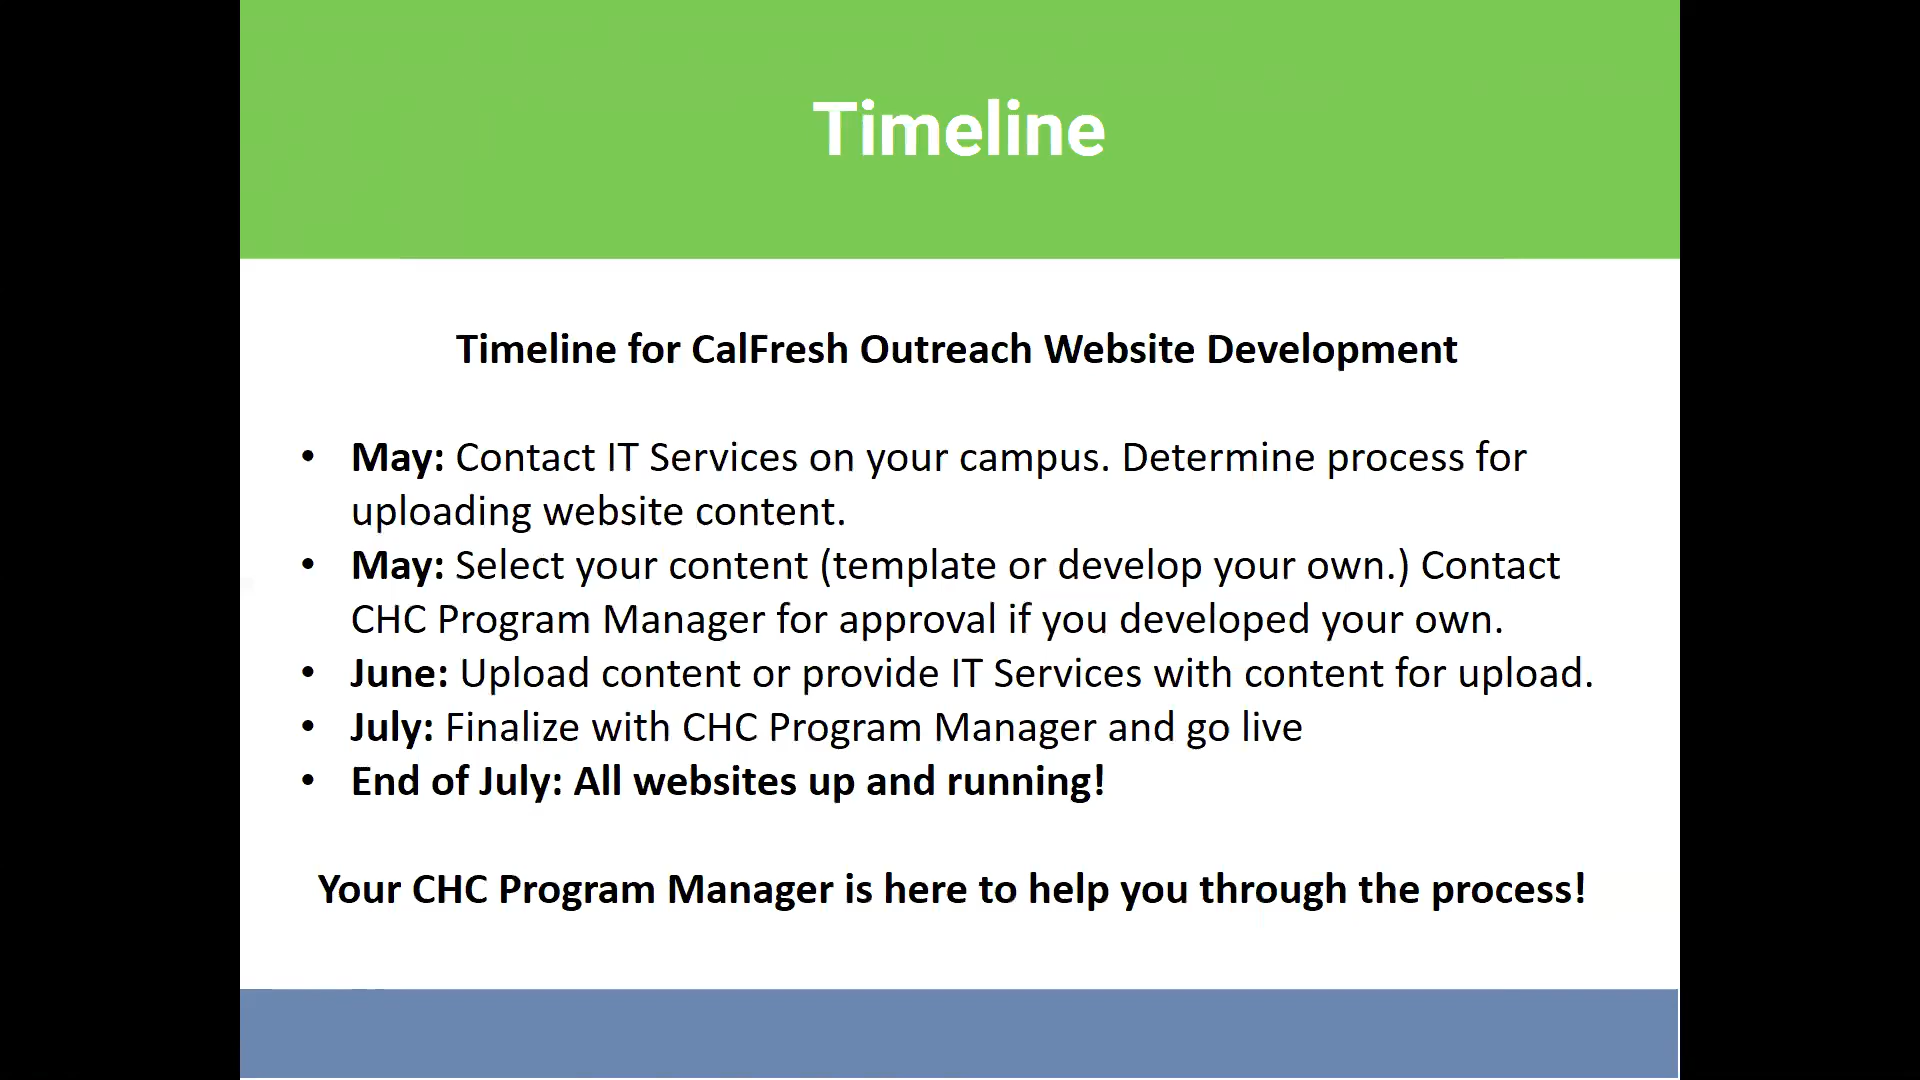 Timeline
Timeline for CalFresh Outreach Website Development
• May: Contact IT Services on your campus. Determine process for
uploading website content.
• May: Select your content (template or develop your own.) Contact
CHC Program Manager for approval if you developed your own.
• June: Upload content or provide IT Services with content for upload.
• July: Finalize with CHC Program Manager and go live
• End of July: All websites up and running!
Your CHC Program Manager is here to help you through the process!